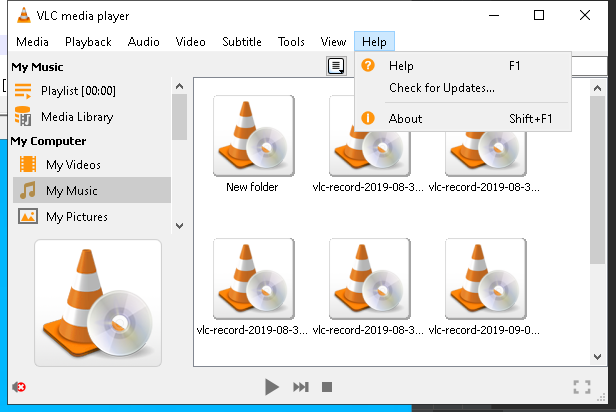 VLC media player
Media Playback Audio Video Subtitle Tools View Help
My Music
Playlist [00:00]
Media Library
My Computer
My Videos
My Music
My Pictures
Help F1
Check for Updates...
About Shift+F1
New folder
vlc-record-2019-08-3...
vlc-record-2019-08-3...
vlc-record-2019-08-3...
vlc-record-2019-08-3...
vlc-record-2019-09-0...